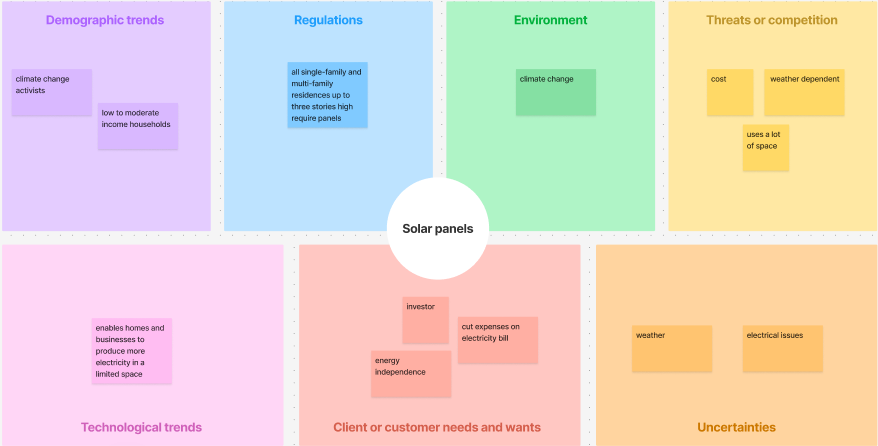 Demographic trends
climate change
activists
low to moderate
income households
Regulations
all single-family and
multi-family
residences up to
three stories high
require panels
Environment
climate change
Threats or competition
cost
weather dependent
uses a lot
of space
Solar panels
enables homes and
businesses to
produce more
electricity in a
limited space
Technological trends
investor
cut expenses on
electricity bill
energy
independence
Client or customer needs and wants
weather
electrical issues
Uncertainties